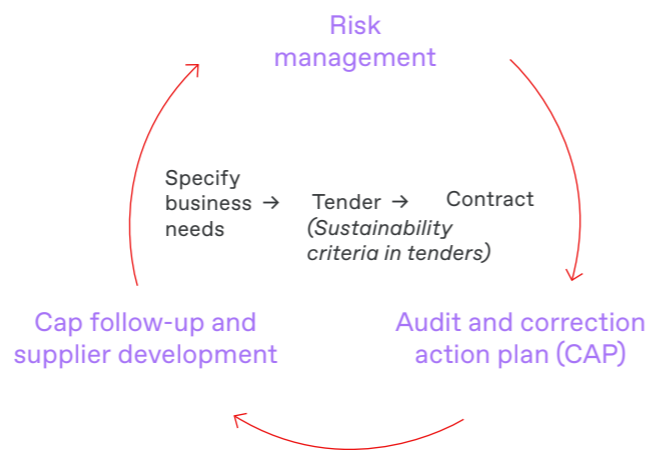 Risk
management
Specify
business →
needs
Tender →
(Sustainability
criteria in tenders)
Contract
Cap follow-up and
supplier development
Audit and correction
action plan (CAP)